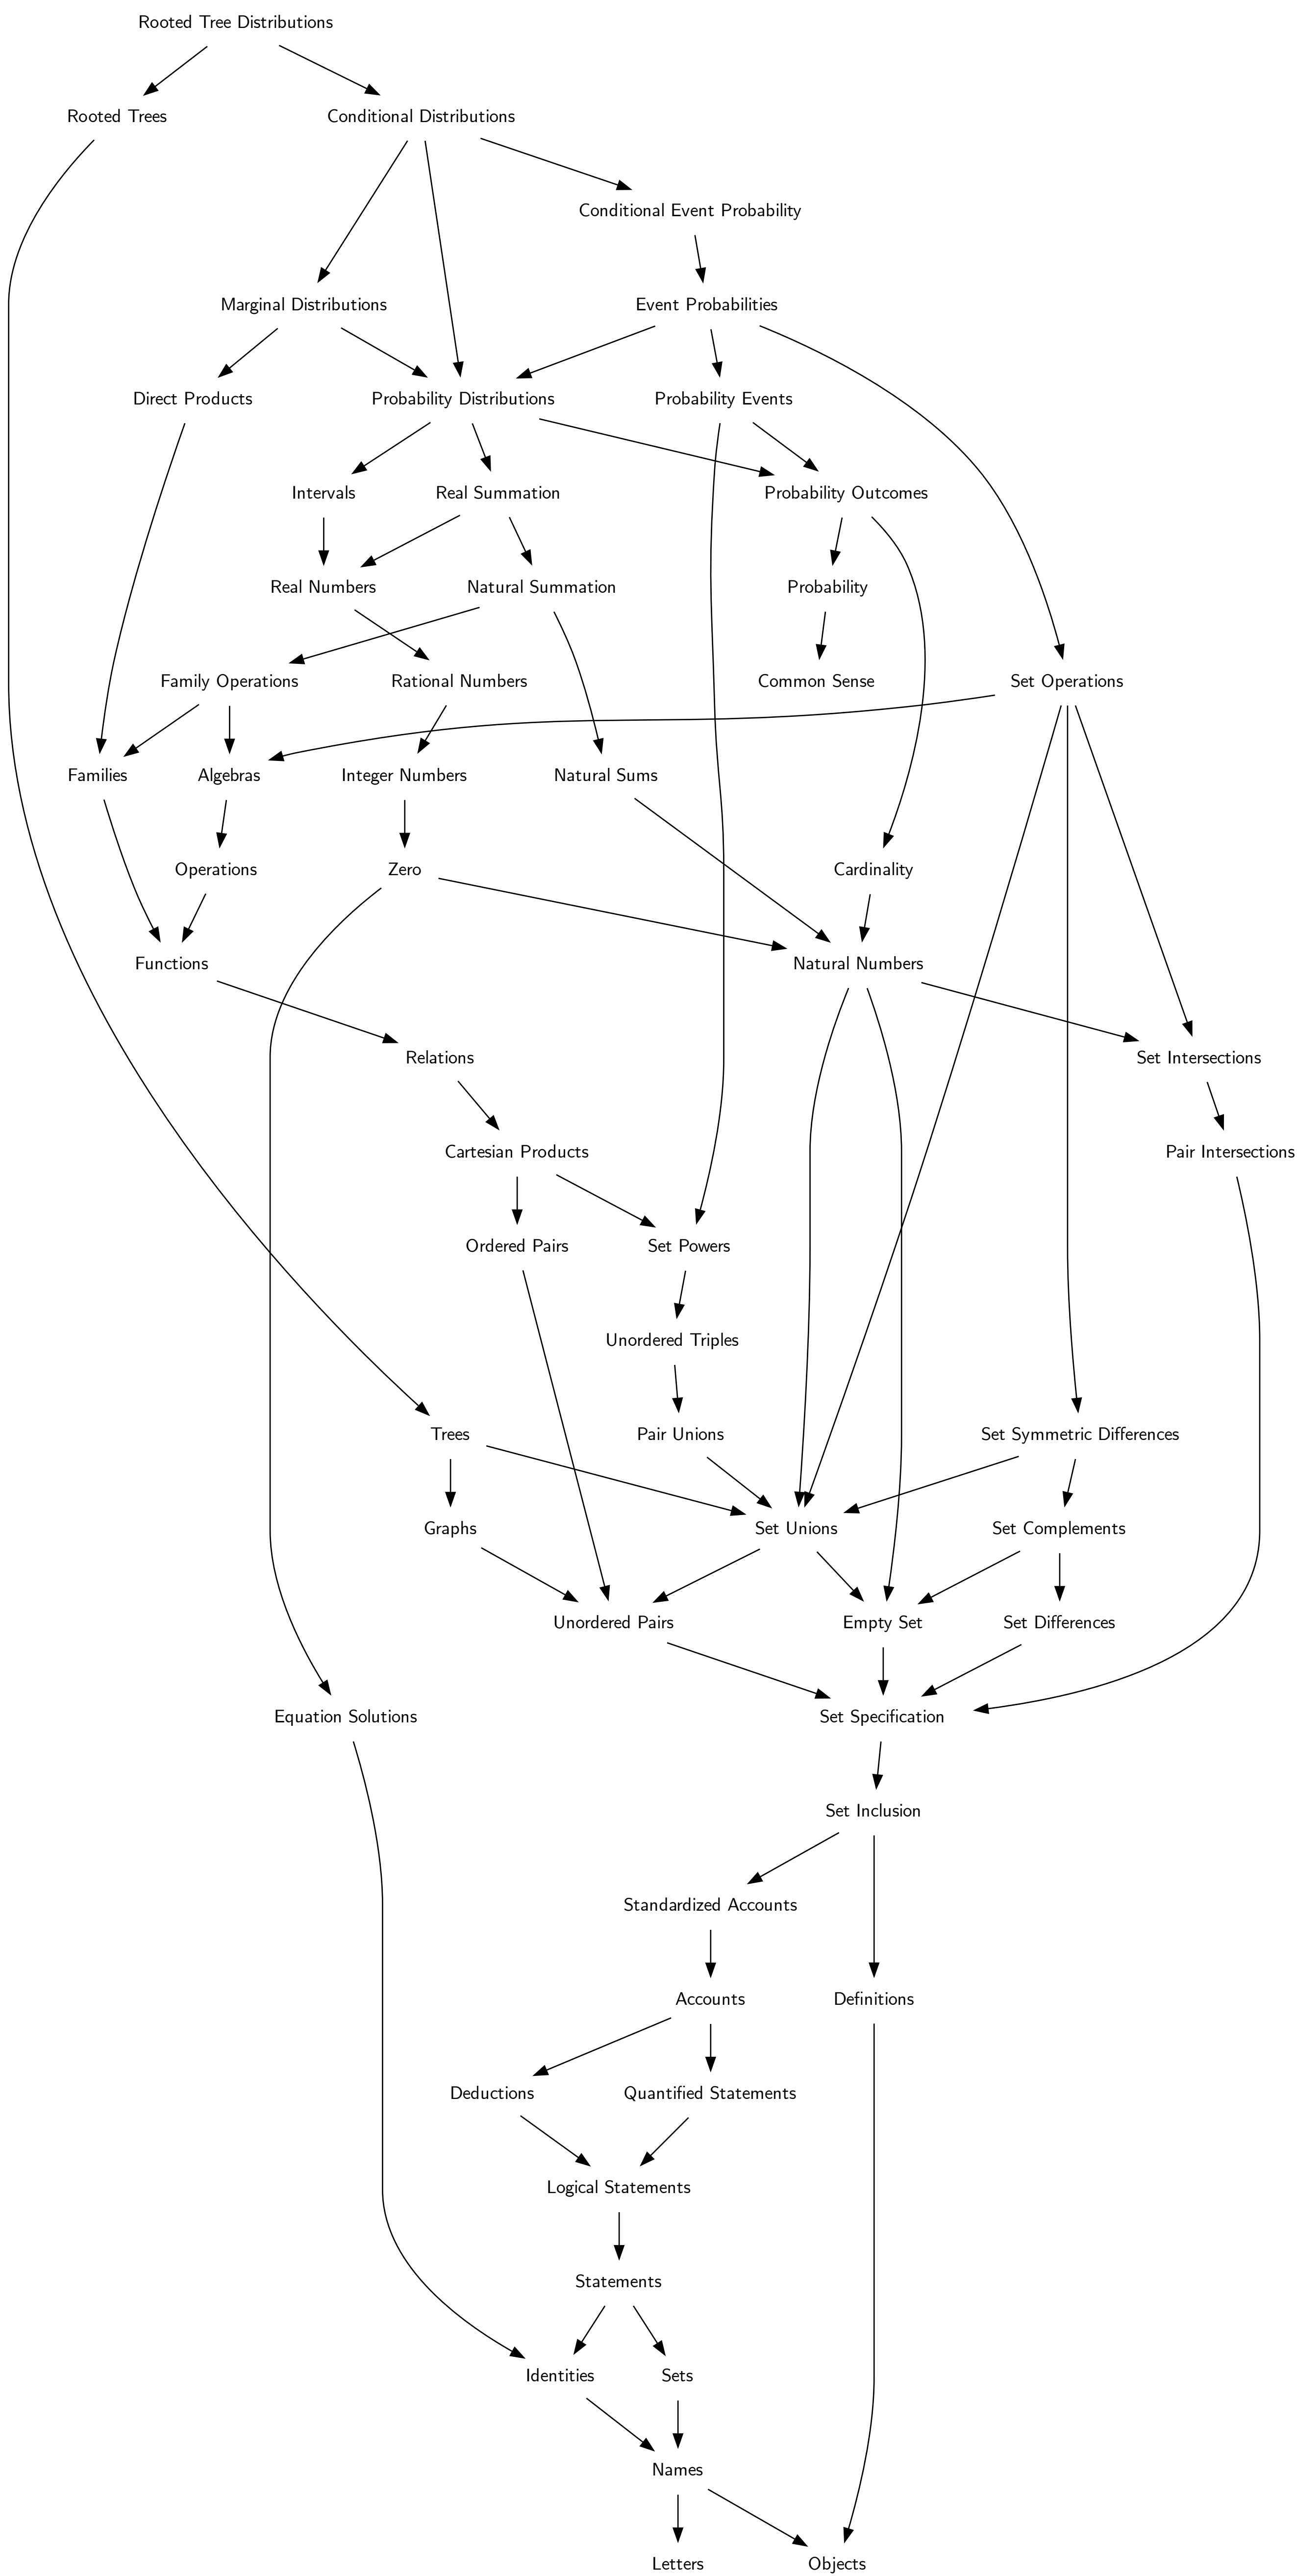 Rooted Tree Distributions
Rooted Trees
Conditional Distributions
Conditional Event Probability
Marginal Distributions
Event Probabilities
Direct Products
Probability Distributions
Probability Events
Intervals
Real Summation
Probability Outcomes
Real Numbers
Natural Summation
Probability
Family Operations
Rational Numbers
Common Sense
Set Operations
Families
Algebras
Integer Numbers
Natural Sums
Operations
Zero
Cardinality
Functions
Natural Numbers
Relations
Set Intersections
Cartesian Products
Pair Intersections
Ordered Pairs
Set Powers
Unordered Triples
Trees
Pair Unions
Set Symmetric Differences
Graphs
Set Unions
Set Complements
Unordered Pairs
Empty Set
Set Differences
Equation Solutions
Set Specification
Set Inclusion
Standardized Accounts
Accounts
Definitions
Deductions
Quantified Statements
Logical Statements
Statements
Identities
Sets
Names
Letters
Objects